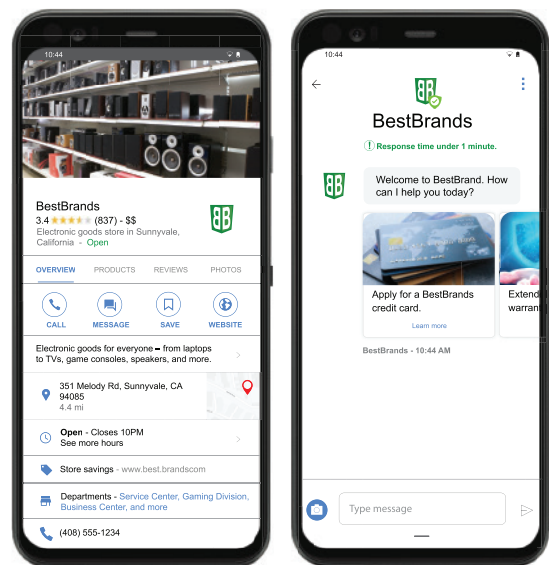 10:44
BestBrands
3.4 (837) - $$
Electronic goods store in Sunnyvale,
California - Open
OVERVIEW PRODUCTS REVIEWS PHOTOS
CALL MESSAGE SAVE WEBSITE
Electronic goods for everyone – from laptops
to TVs, game consoles, speakers, and more.
351 Melody Rd, Sunnyvale, CA
94085
4.4 mi
Open - Closes 10PM
See more hours
Store savings - www.best.brandscom
Departments - Service Center, Gaming Division,
Business Center, and more
(408) 555-1234
10:44
BestBrands
Response time under 1 minute.
Welcome to BestBrand. How
can I help you today?
Apply for a BestBrands
credit card.
Learn more
Extende
warrant
BestBrands - 10:44 AM
Type message